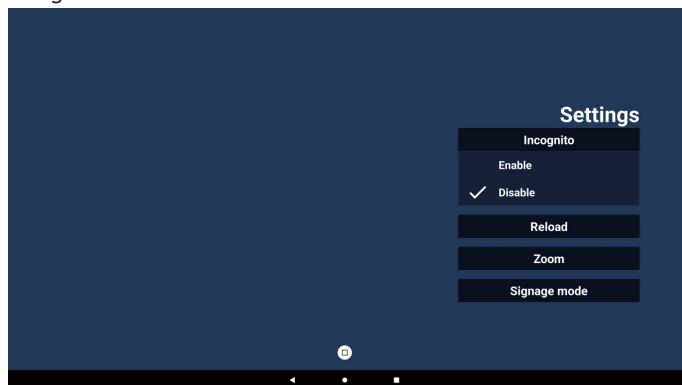 Settings
Incognito
Enable
Disable
Reload
Zoom
Signage mode